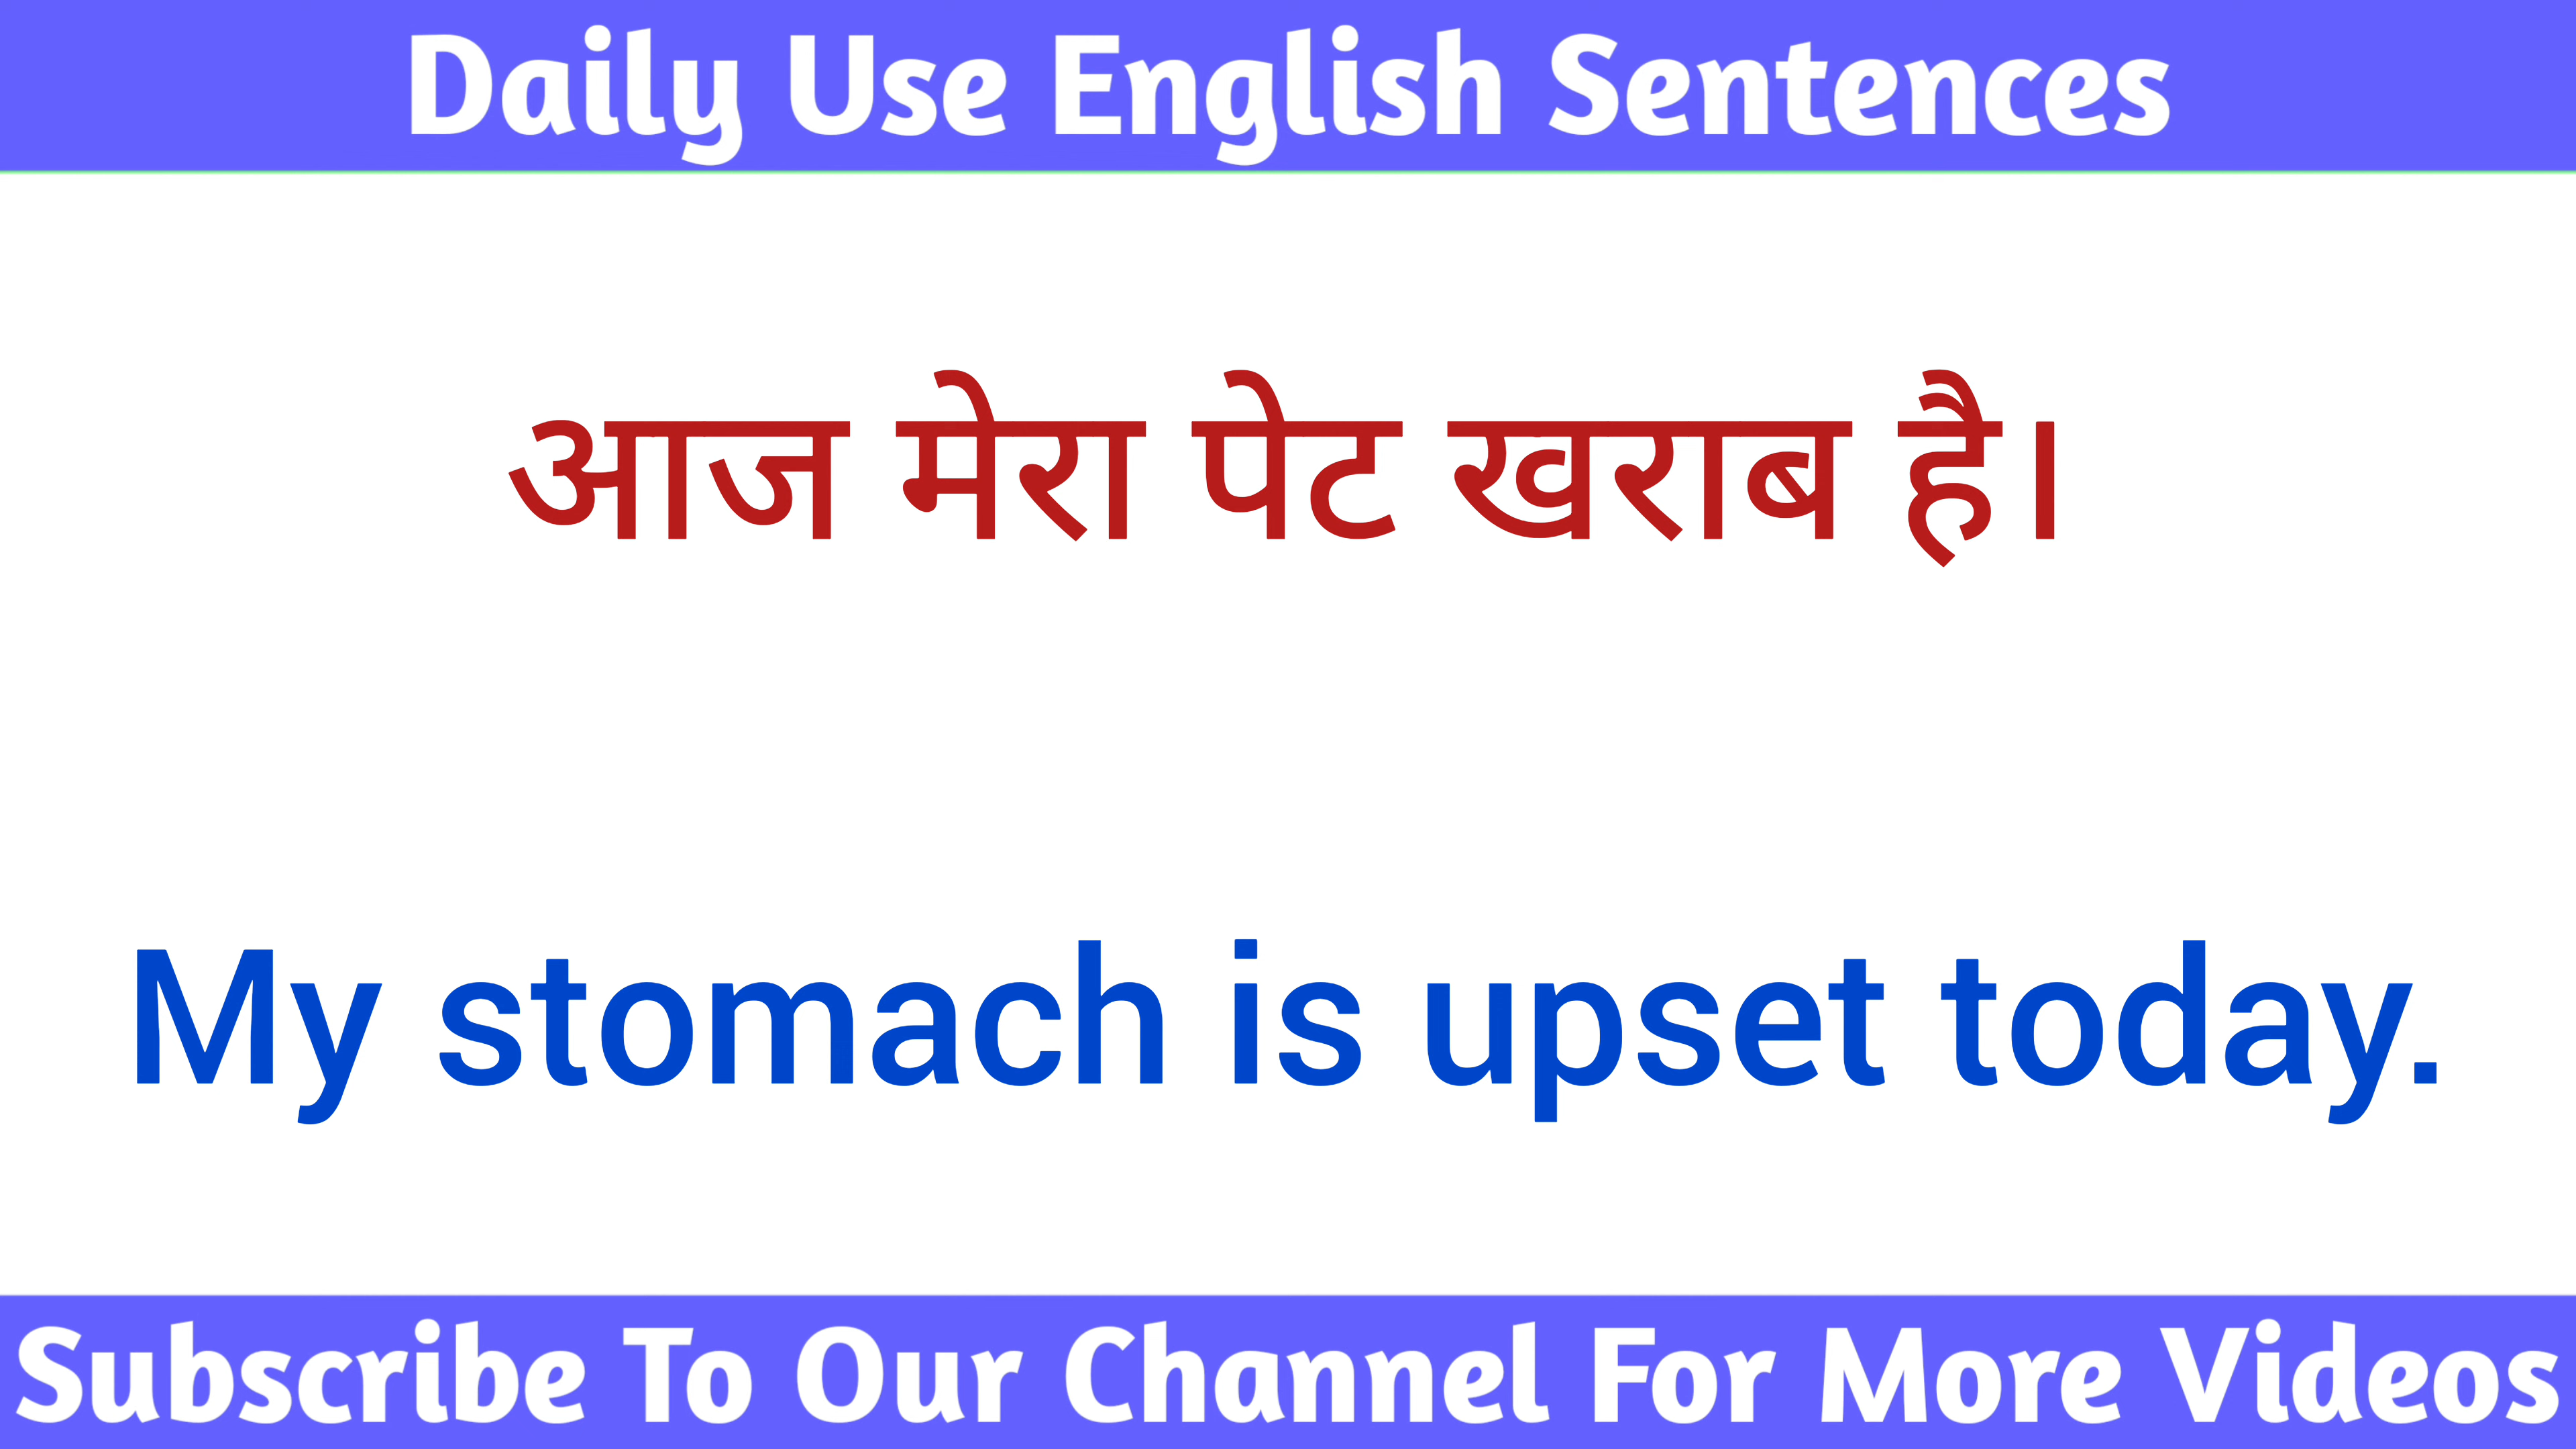 Daily Use English Sentences
आज मेरा पेट खराब है।
My stomach is upset today.
Subscribe To Our Channel For More Videos